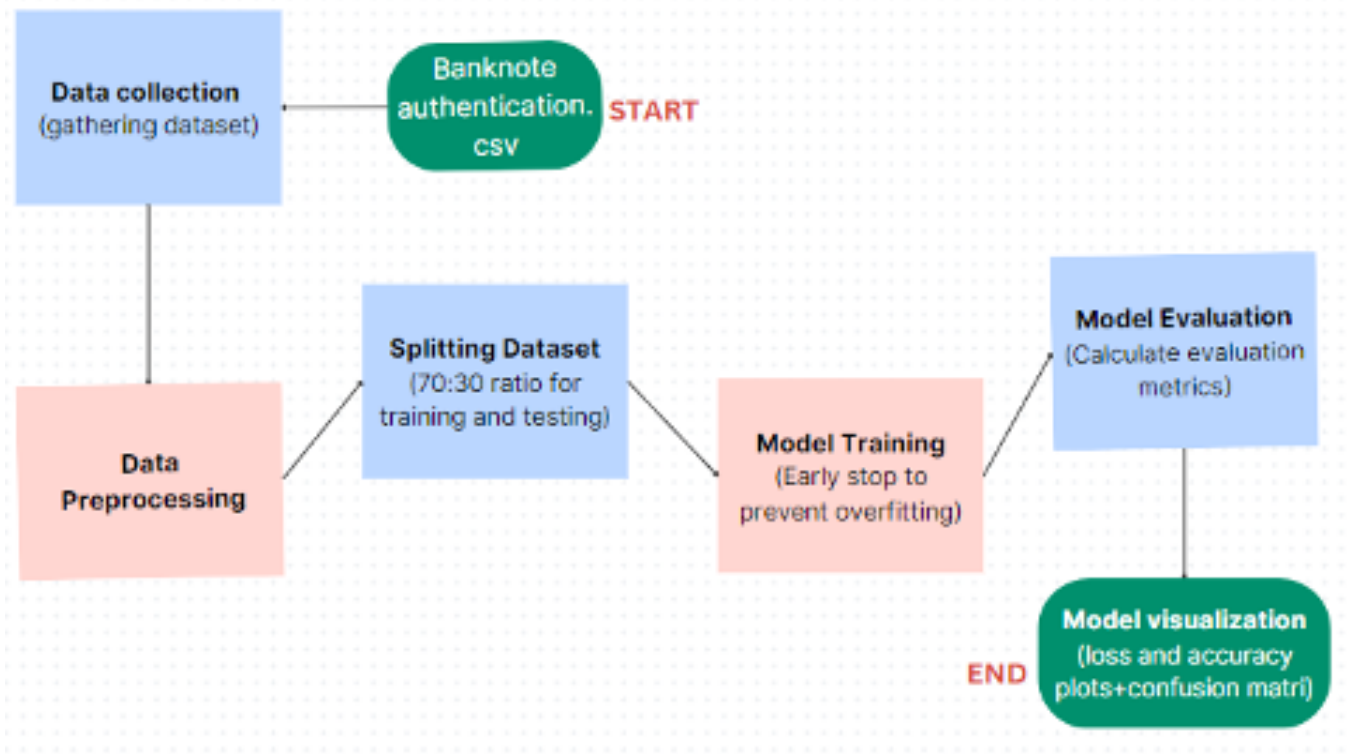 Banknote
authentication.
csv
START
Data collection
(gathering dataset)
Data
Preprocessing
Splitting Dataset
(70:30 ratio for
training and testing)
Model Training
(Early stop to
prevent overfitting)
Model Evaluation
(Calculate evaluation
metrics)
Model visualization
(loss and accuracy
plots+confusion matri)
END